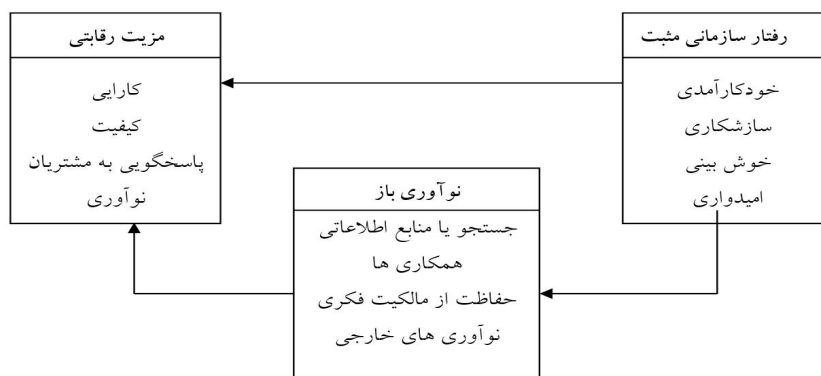 رفتار سازمانی مثبت
خودکارآمدی
سازشکاری
خوش بینی
امیدواری
مزیت رقابتی
کارایی
کیفیت
پاسخگویی به مشتریان
نوآوری
نوآوری باز
جستجو یا منابع اطلاعاتی
همکاری ها
حفاظت از مالکیت فکری
نوآوری های خارجی